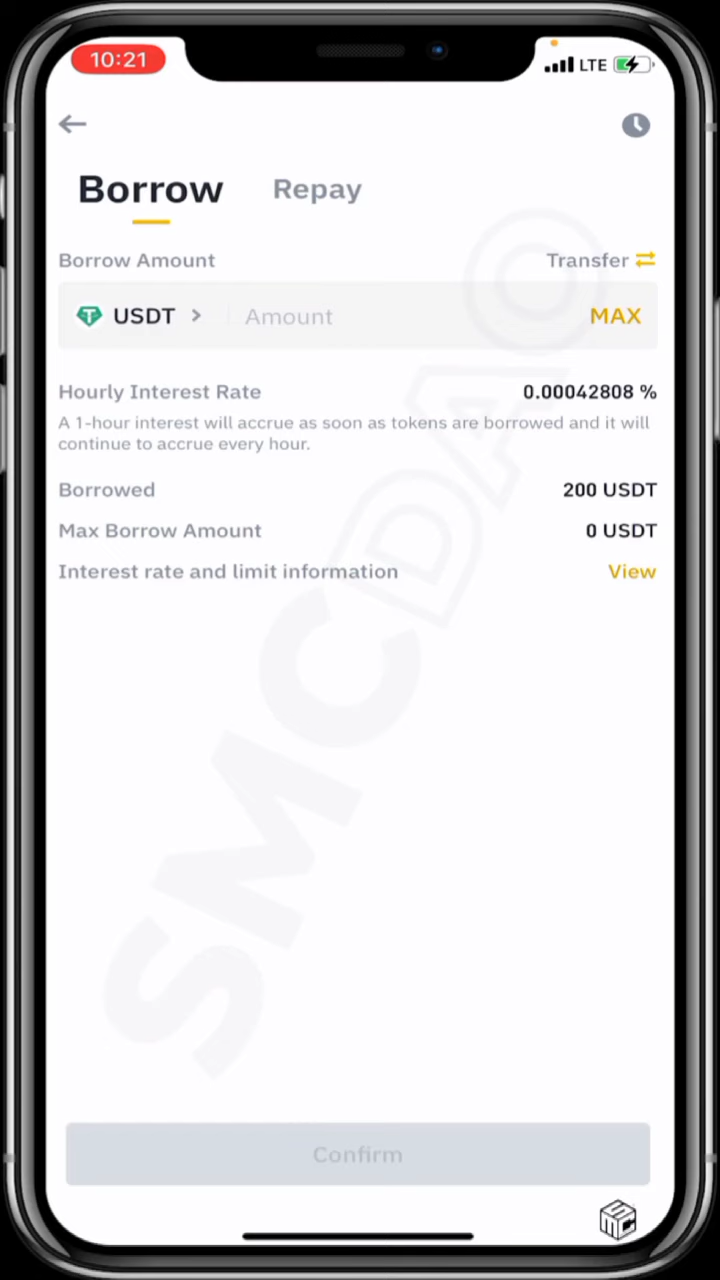 10:21
LTE
Borrow Repay
Borrow Amount Transfer
USDT > Amount MAX
Hourly Interest Rate 0.00042808 %
A 1-hour interest will accrue as soon as tokens are borrowed and it will
continue to accrue every hour.
Borrowed 200 USDT
Max Borrow Amount 0 USDT
Interest rate and limit information View
SMCDAO
Confirm